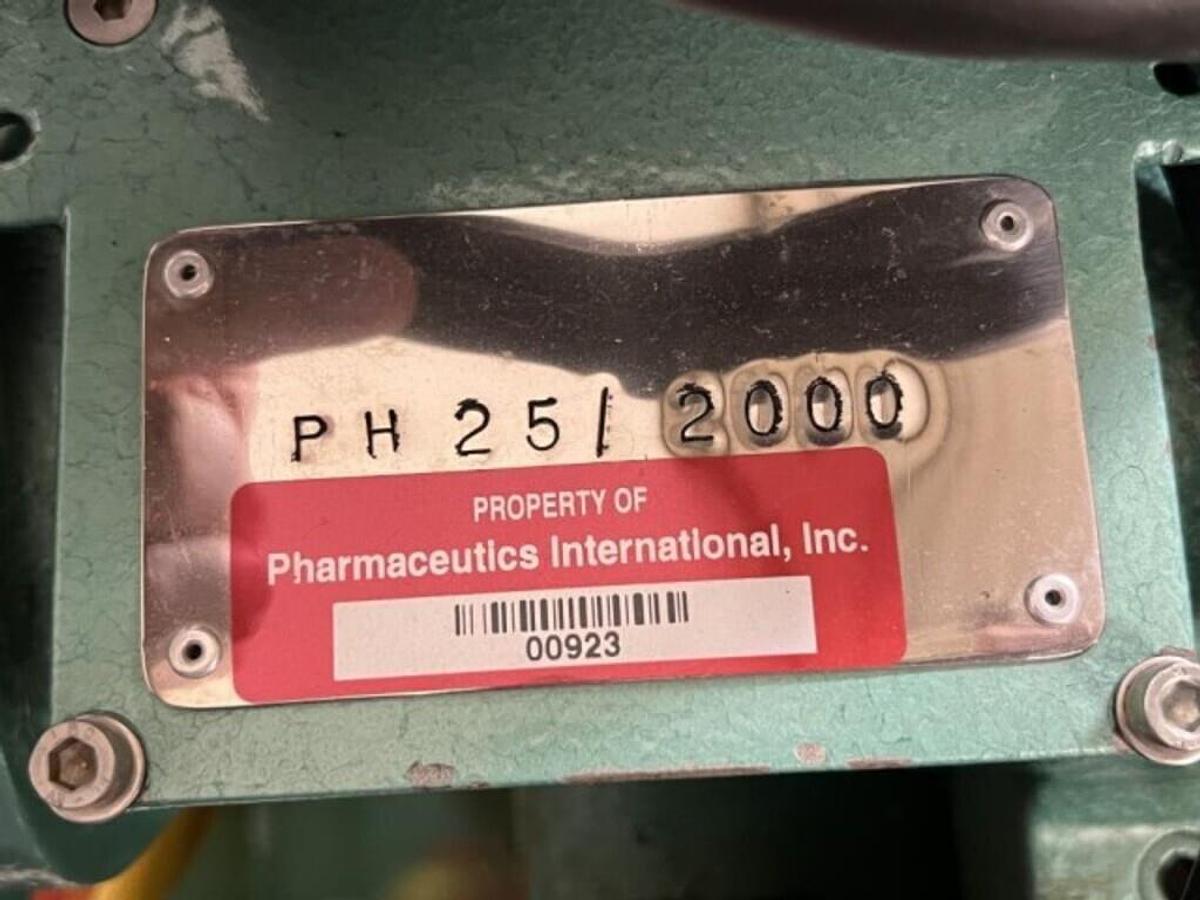 PH 25/2000
PROPERTY OF
Pharmaceutics International, Inc.
00923